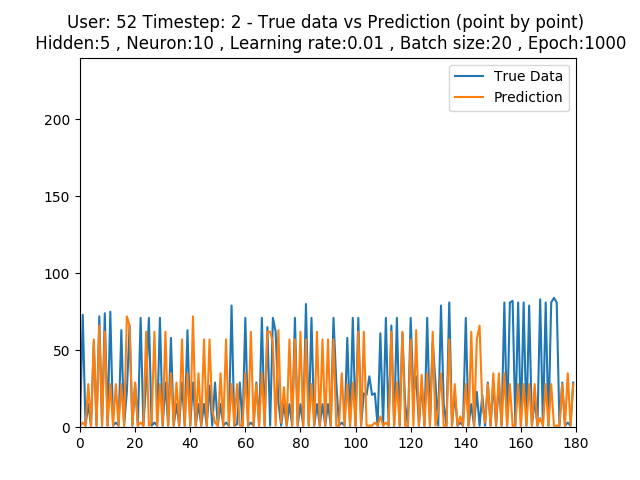 User: 52 Timestep: 2 - True data vs Prediction (point by point)
Hidden:5 , Neuron:10 , Learning rate:0.01 , Batch size:20 , Epoch:1000
True Data
Prediction
200
150
100
50
0
0 20 40 60 80 100 120 140 160 180